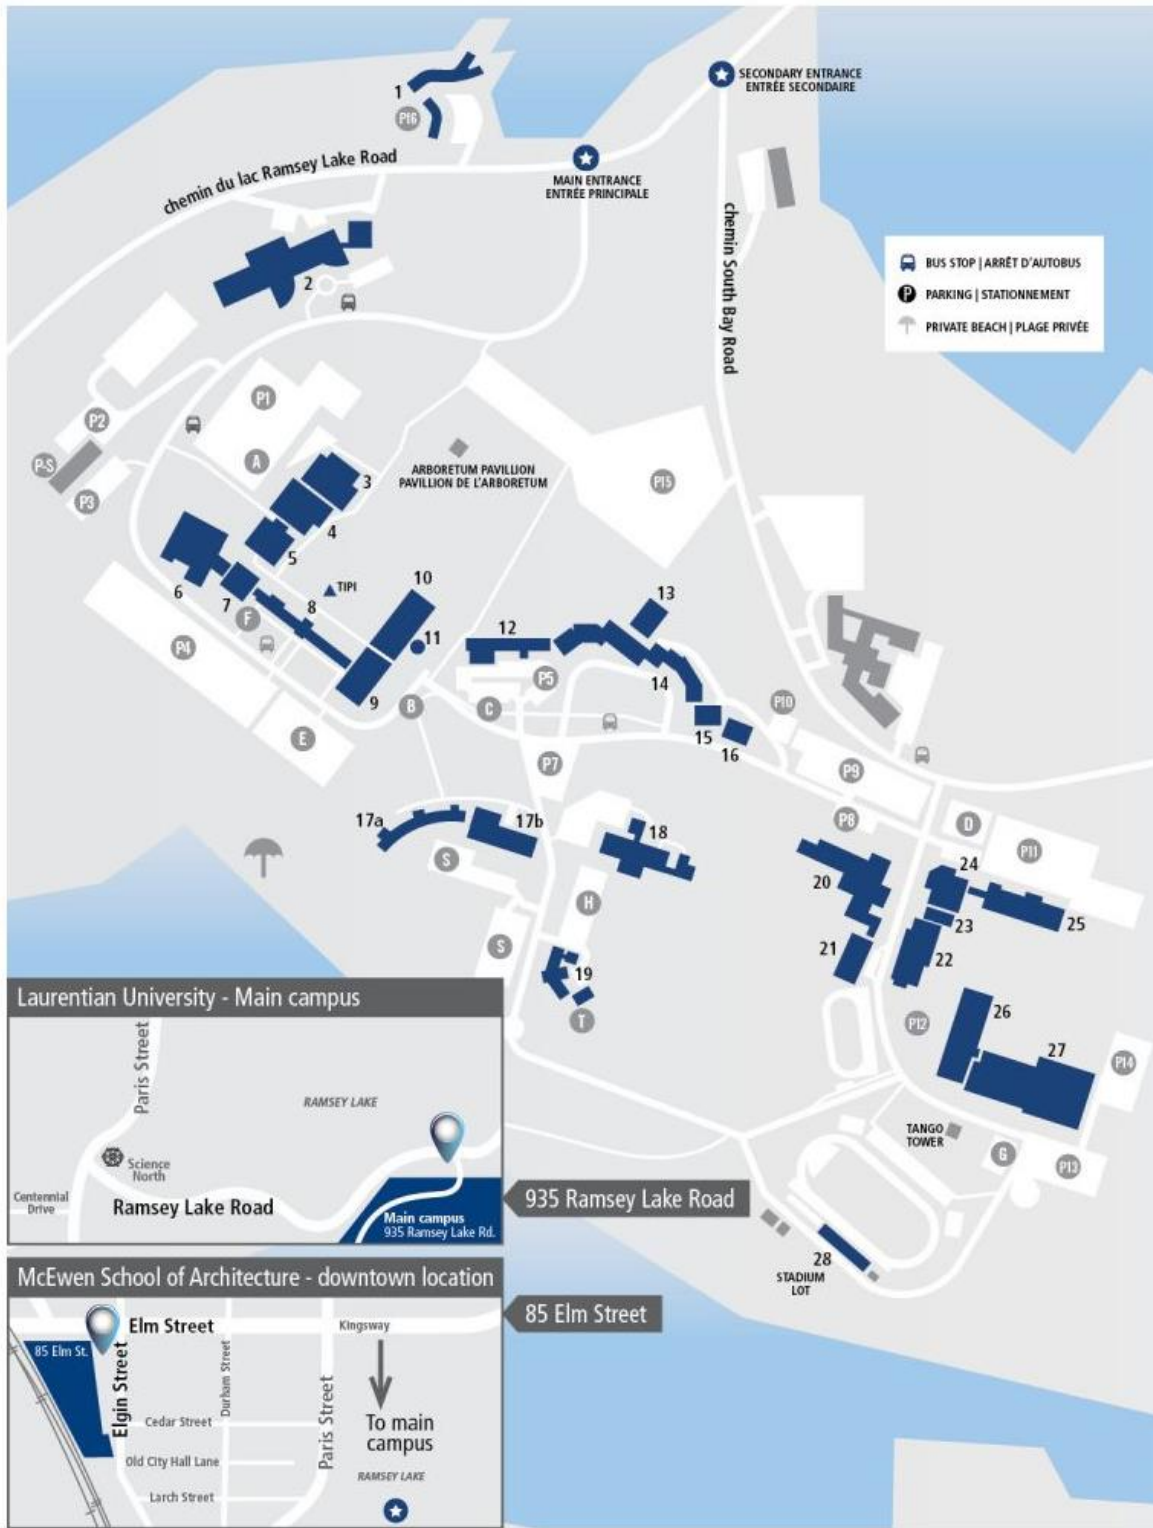 SECONDARY ENTRANCE
ENTRÉE SECONDAIRE
1
P16
chemin du lac Ramsey Lake Road
MAIN ENTRANCE
ENTRÉE PRINCIPALE
chemin South Bay Road
BUS STOP | ARRÊT D'AUTOBUS
P PARKING | STATIONNEMENT
PRIVATE BEACH | PLAGE PRIVÉE
2
P1
P2
A
P-S
P3
3
ARBORETUM PAVILLION
PAVILLION DE L'ARBORETUM
P15
4
5
6
7
8
TIPI
F
P4
10
11
9
B
E
12
13
P5
14
C
15
16
P10
P7
P9
P8
D
P11
17a
17b
S
18
H
S
19
T
20
21
24
23
25
22
26
P12
27
P14
TANGO
TOWER
G
P13
28
STADIUM
LOT
Laurentian University - Main campus
Paris Street
RAMSEY LAKE
Science
North
Centennial
Drive
Ramsey Lake Road
Main campus
935 Ramsey Lake Rd.
935 Ramsey Lake Road
McEwen School of Architecture - downtown location
85 Elm Street
Elm Street
Kingsway
85 Elm St.
Elgin Street
Durham Street
Paris Street
Cedar Street
To main
campus
Old City Hall Lane
RAMSEY LAKE
Larch Street